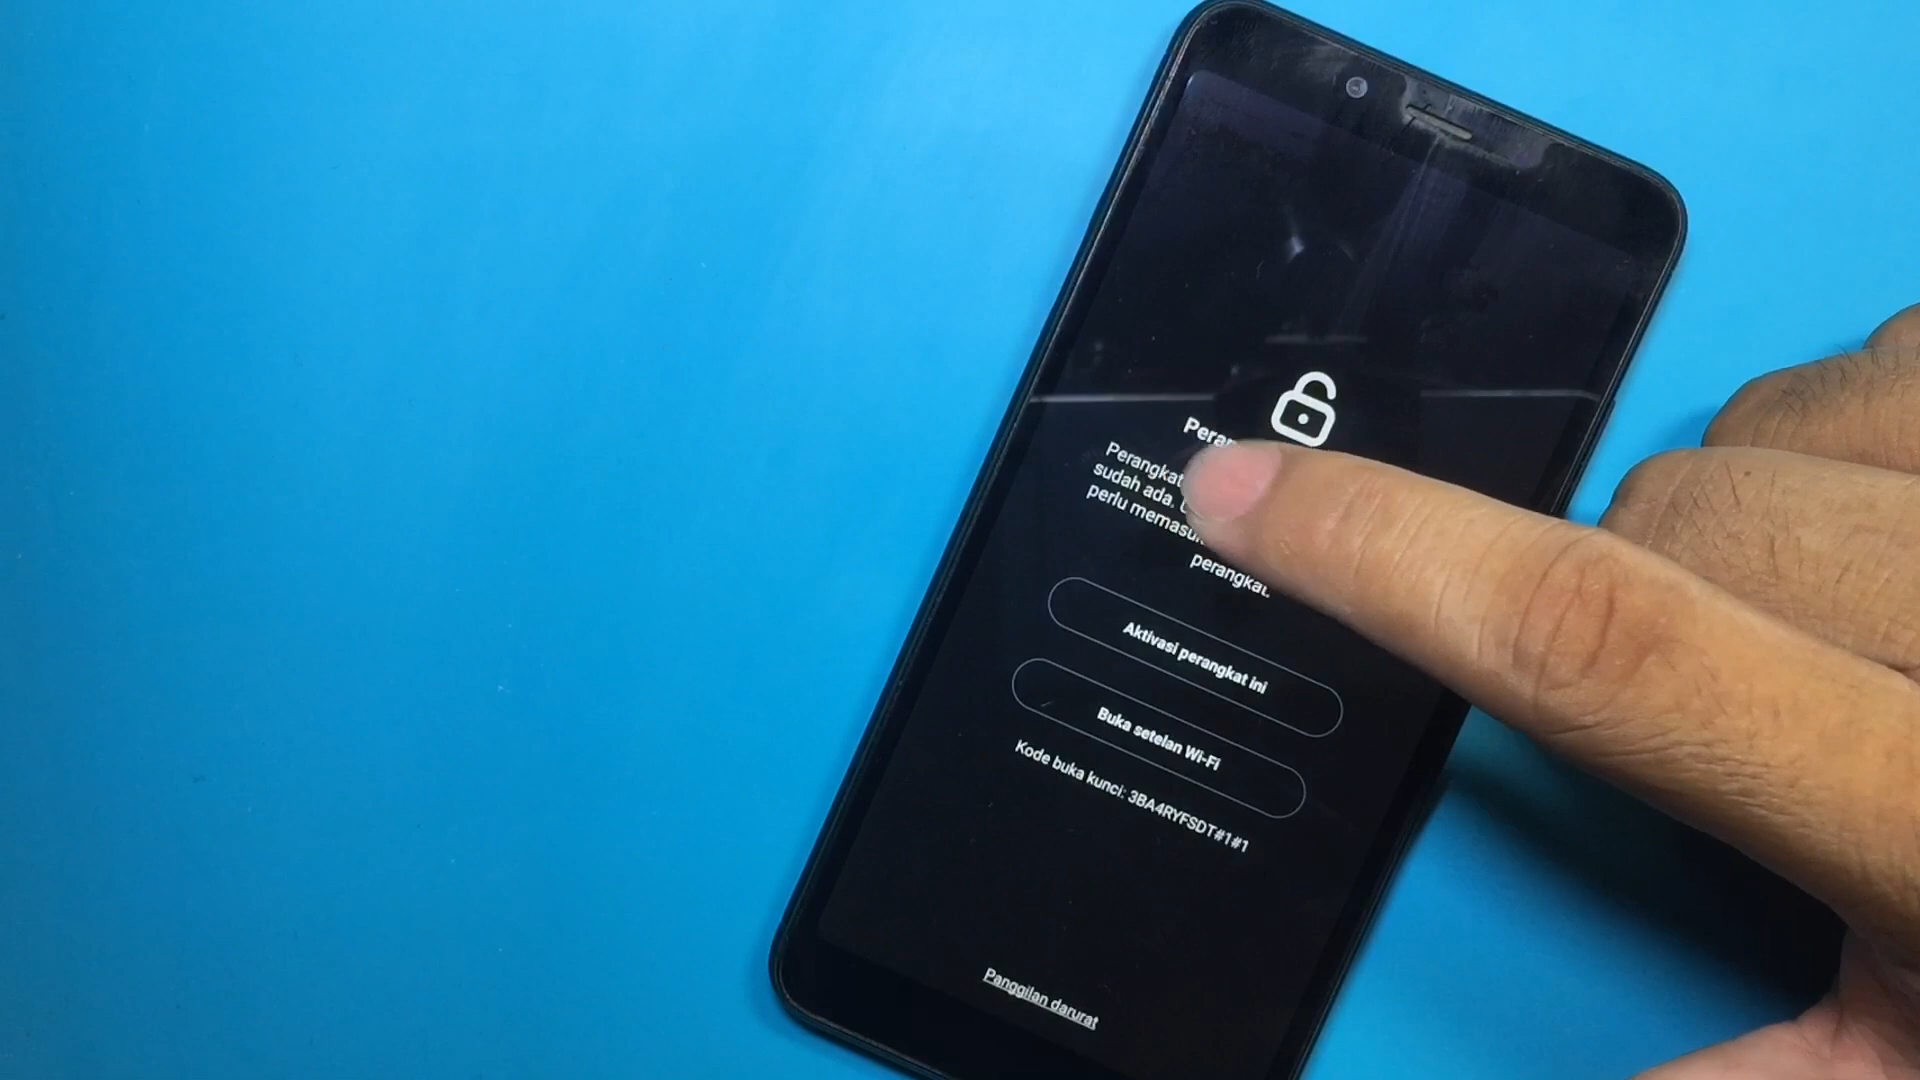 Perangkat
sudah ada.
perlu
perangkat.
Aktivasi perangkat ini
Buka setelan Wi-Fi
Kode buka kunci: 3BA4RYFSDT#1#1
Panggilan darurat